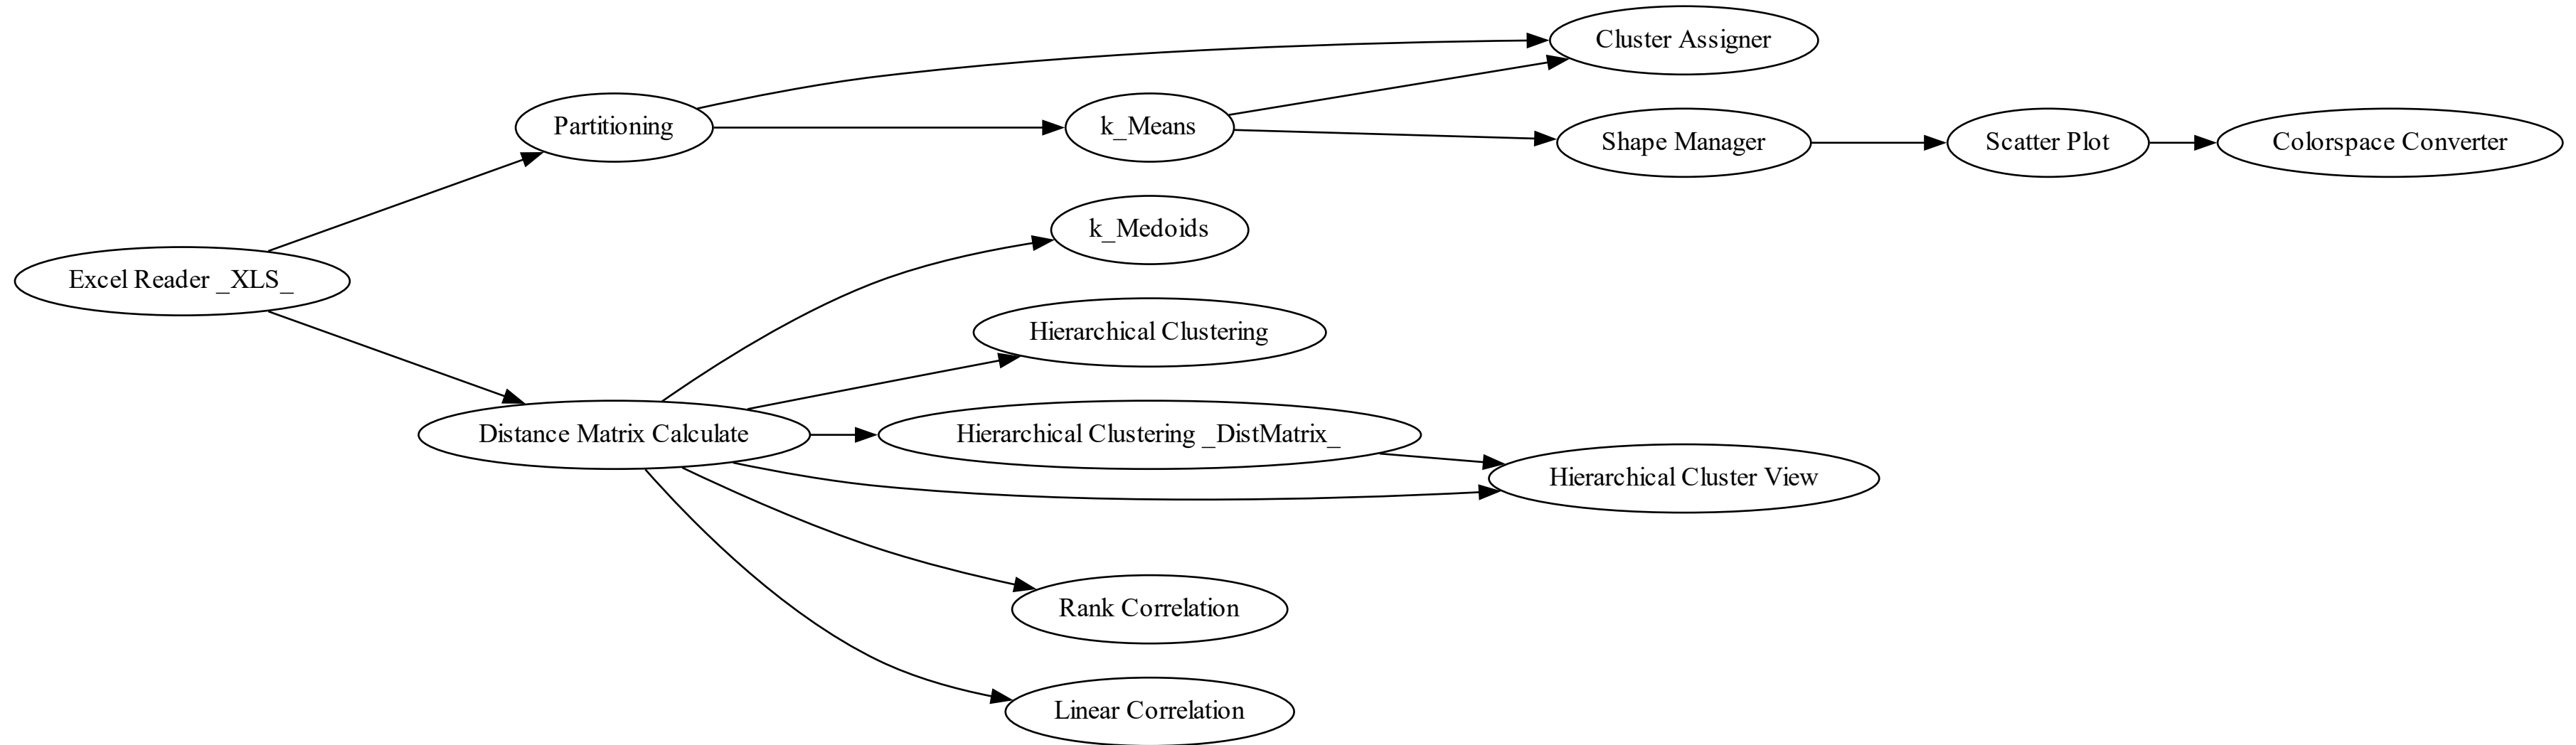 Cluster Assigner
Partitioning
k_Means
Shape Manager
Scatter Plot
Colorspace Converter
k_Medoids
Excel Reader _XLS_
Hierarchical Clustering
Distance Matrix Calculate
Hierarchical Clustering _DistMatrix_
Hierarchical Cluster View
Rank Correlation
Linear Correlation